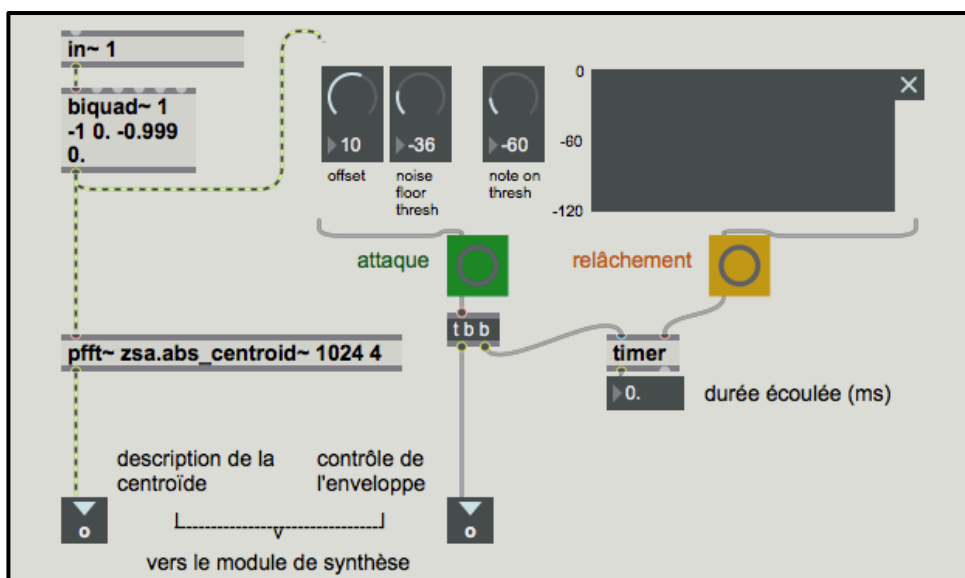 in~ 1
biquad~ 1
-1 0. -0.999
0.
10
-36
-60
offset
noise
floor
thresh
note on
thresh
0
-60
-120
attaque
relâchement
t b b
pfft~ zsa.abs_centroid~ 1024 4
timer
0.
durée écoulée (ms)
description de la
centroïde
contrôle de
l'enveloppe
o
o
vers le module de synthèse